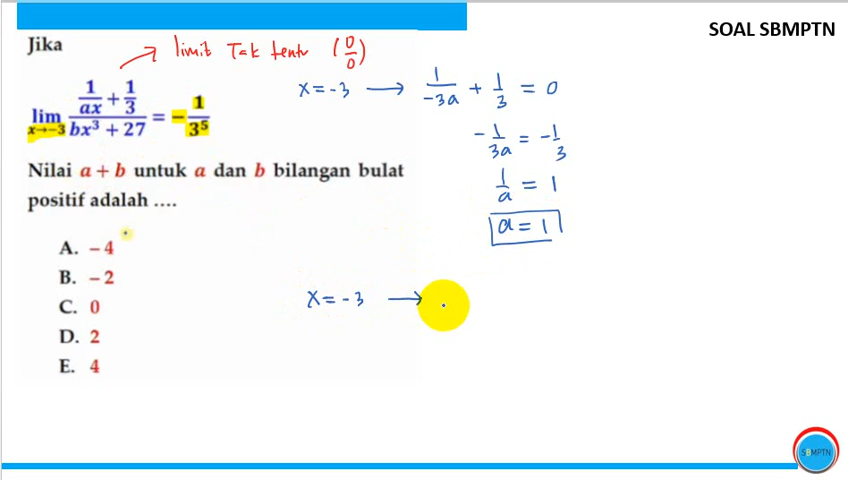 SOAL SBMPTN
Jika
limit Tak tentu (0/0)
lim x→-3 (1/ax + 1/3)/(bx³ + 27) = -1/3⁵
Nilai a + b untuk a dan b bilangan bulat
positif adalah ....
A. – 4
B. – 2
C. 0
D. 2
E. 4
x = -3 → 1/-3a + 1/3 = 0
-1/3a = -1/3
1/a = 1
a = 1
x = -3 →
SBMPTN